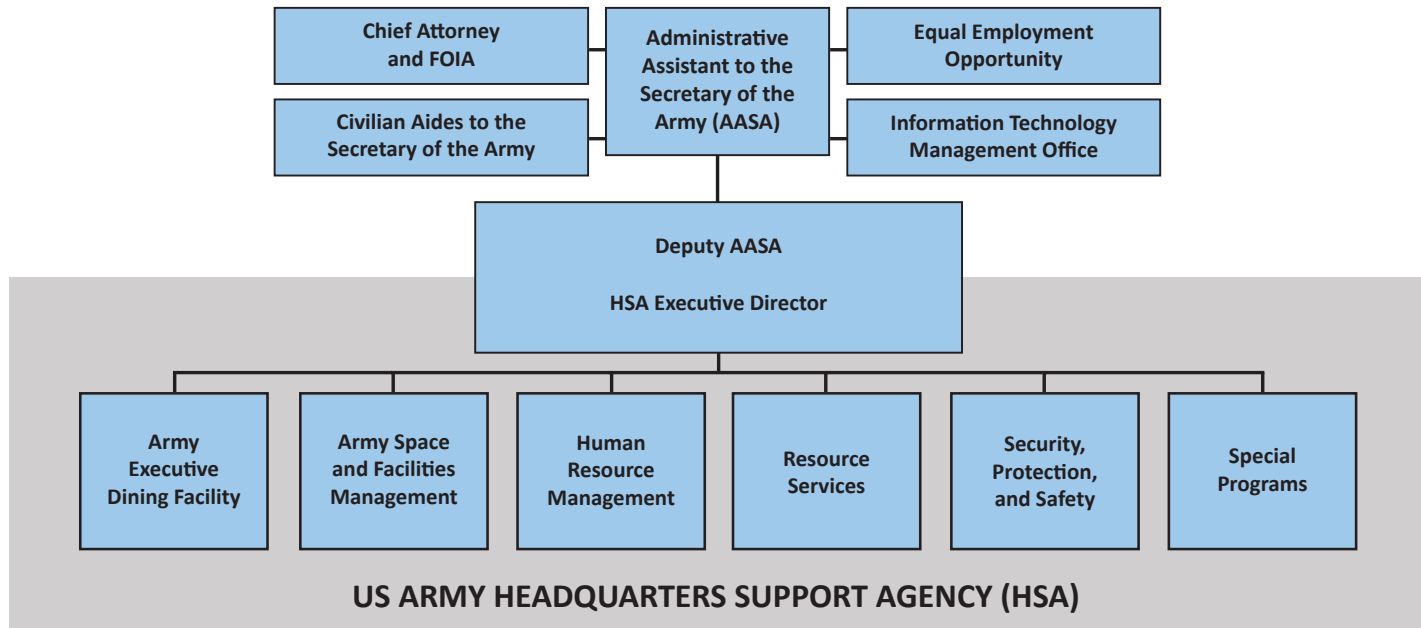 Chief Attorney
and FOIA
Administrative
Assistant to the
Secretary of the
Army (AASA)
Equal Employment
Opportunity
Civilian Aides to the
Secretary of the Army
Information Technology
Management Office
Deputy AASA
HSA Executive Director
Army
Executive
Dining Facility
Army Space
and Facilities
Management
Human
Resource
Management
Resource
Services
Security,
Protection,
and Safety
Special
Programs
US ARMY HEADQUARTERS SUPPORT AGENCY (HSA)